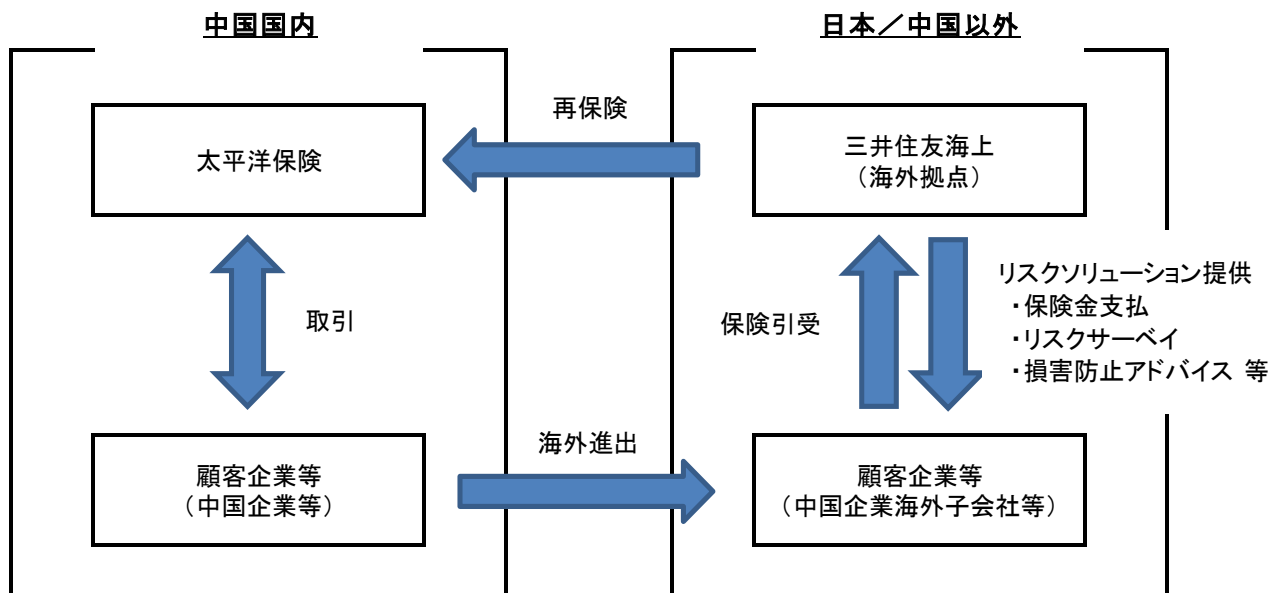 中国国内
日本／中国以外
再保険
太平洋保険
三井住友海上
（海外拠点）
リスクソリューション提供
・保険金支払
・リスクサーベイ
・損害防止アドバイス 等
取引
保険引受
海外進出
顧客企業等
（中国企業等）
顧客企業等
（中国企業海外子会社等）